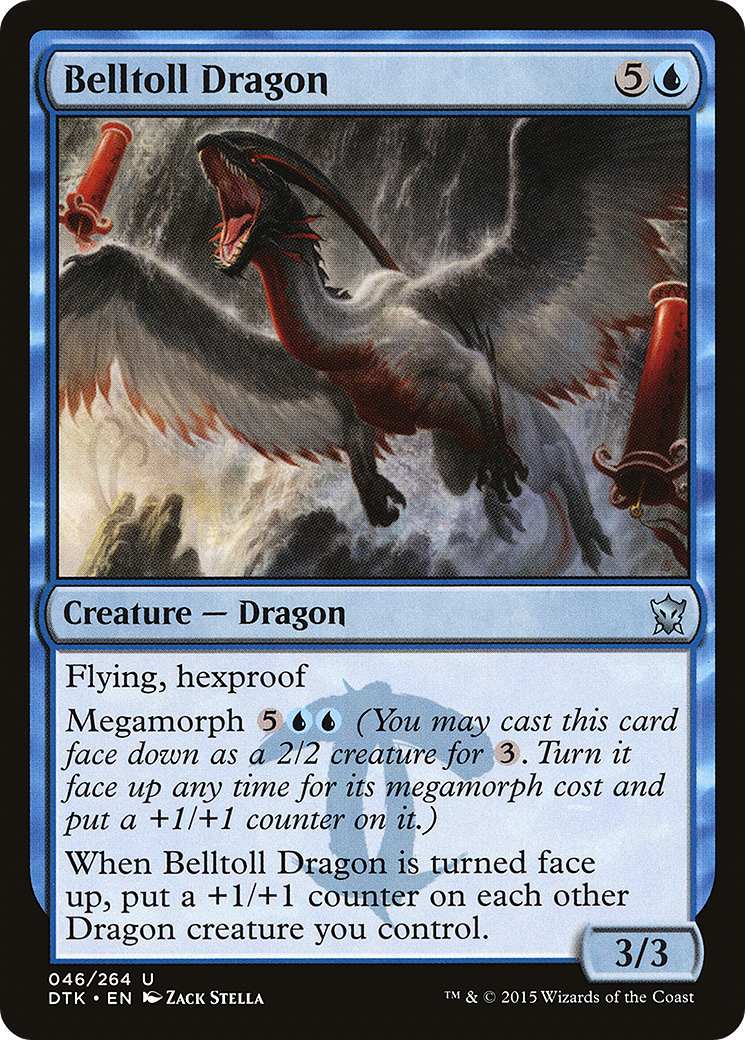 Belltoll Dragon 5
Creature — Dragon
Flying, hexproof
Megamorph 5 (You may cast this card
face down as a 2/2 creature for 3. Turn it
face up any time for its megamorph cost and
put a +1/+1 counter on it.)
When Belltoll Dragon is turned face
up, put a +1/+1 counter on each other
Dragon creature you control.
3/3
046/264 U
DTK • EN Zack Stella
™ & © 2015 Wizards of the Coast